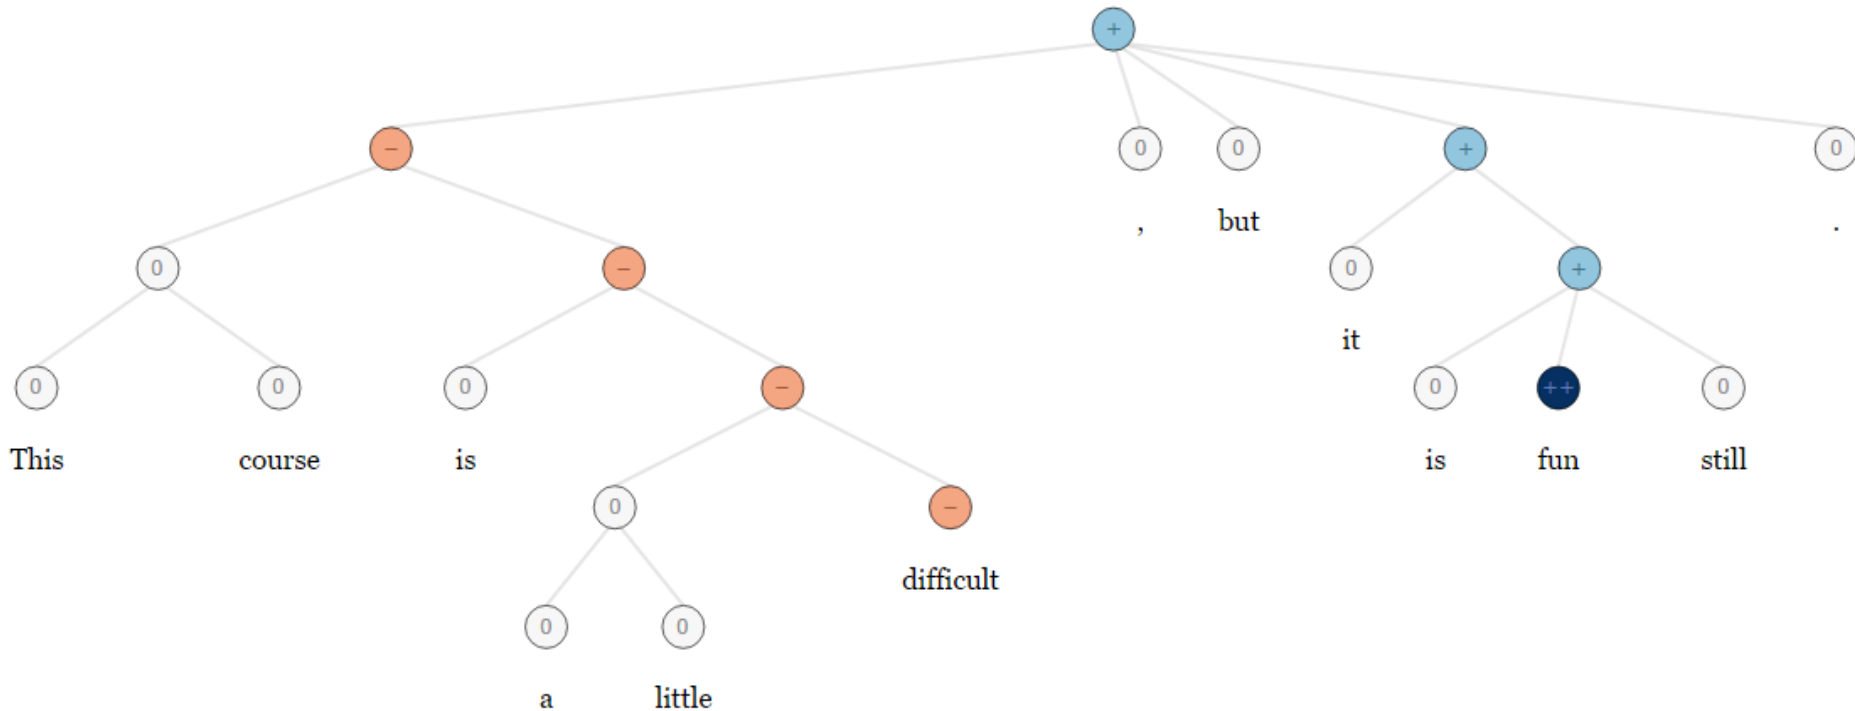 +
− 0 0 + 0
, but .
0 − 0 +
it
0 0 0 − 0 ++ 0
This course is is fun still
0 −
difficult
0 0
a little